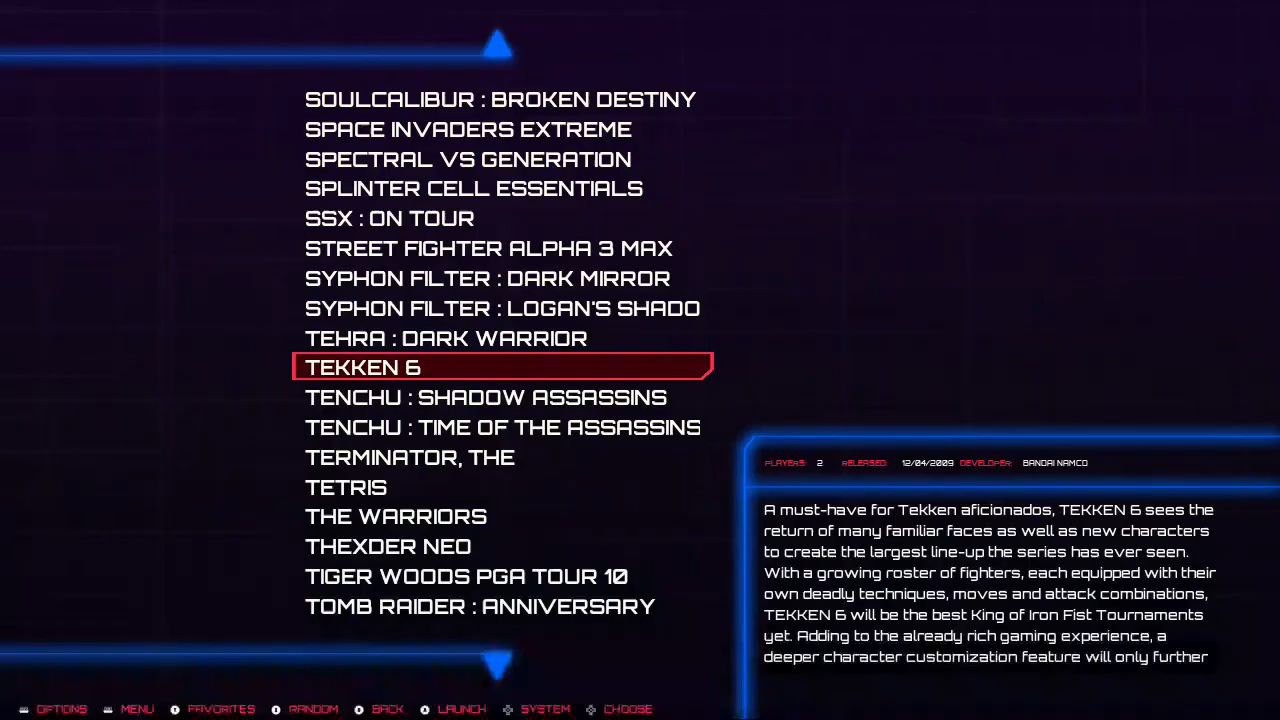 SOULCALIBUR : BROKEN DESTINY
SPACE INVADERS EXTREME
SPECTRAL VS GENERATION
SPLINTER CELL ESSENTIALS
SSX : ON TOUR
STREET FIGHTER ALPHA 3 MAX
SYPHON FILTER : DARK MIRROR
SYPHON FILTER : LOGAN'S SHADO
TEHRA : DARK WARRIOR
TEKKEN 6
TENCHU : SHADOW ASSASSINS
TENCHU : TIME OF THE ASSASSINS
TERMINATOR, THE
TETRIS
THE WARRIORS
THEXDER NEO
TIGER WOODS PGA TOUR 10
TOMB RAIDER : ANNIVERSARY
PLAYERS: 2 RELEASED: 12/04/2009 DEVELOPER: BANDAI NAMCO
A must-have for Tekken aficionados, TEKKEN 6 sees the
return of many familiar faces as well as new characters
to create the largest line-up the series has ever seen.
With a growing roster of fighters, each equipped with their
own deadly techniques, moves and attack combinations,
TEKKEN 6 will be the best King of Iron Fist Tournaments
yet. Adding to the already rich gaming experience, a
deeper character customization feature will only further
OPTIONS MENU FAVORITES RANDOM BACK LAUNCH SYSTEM CHOOSE